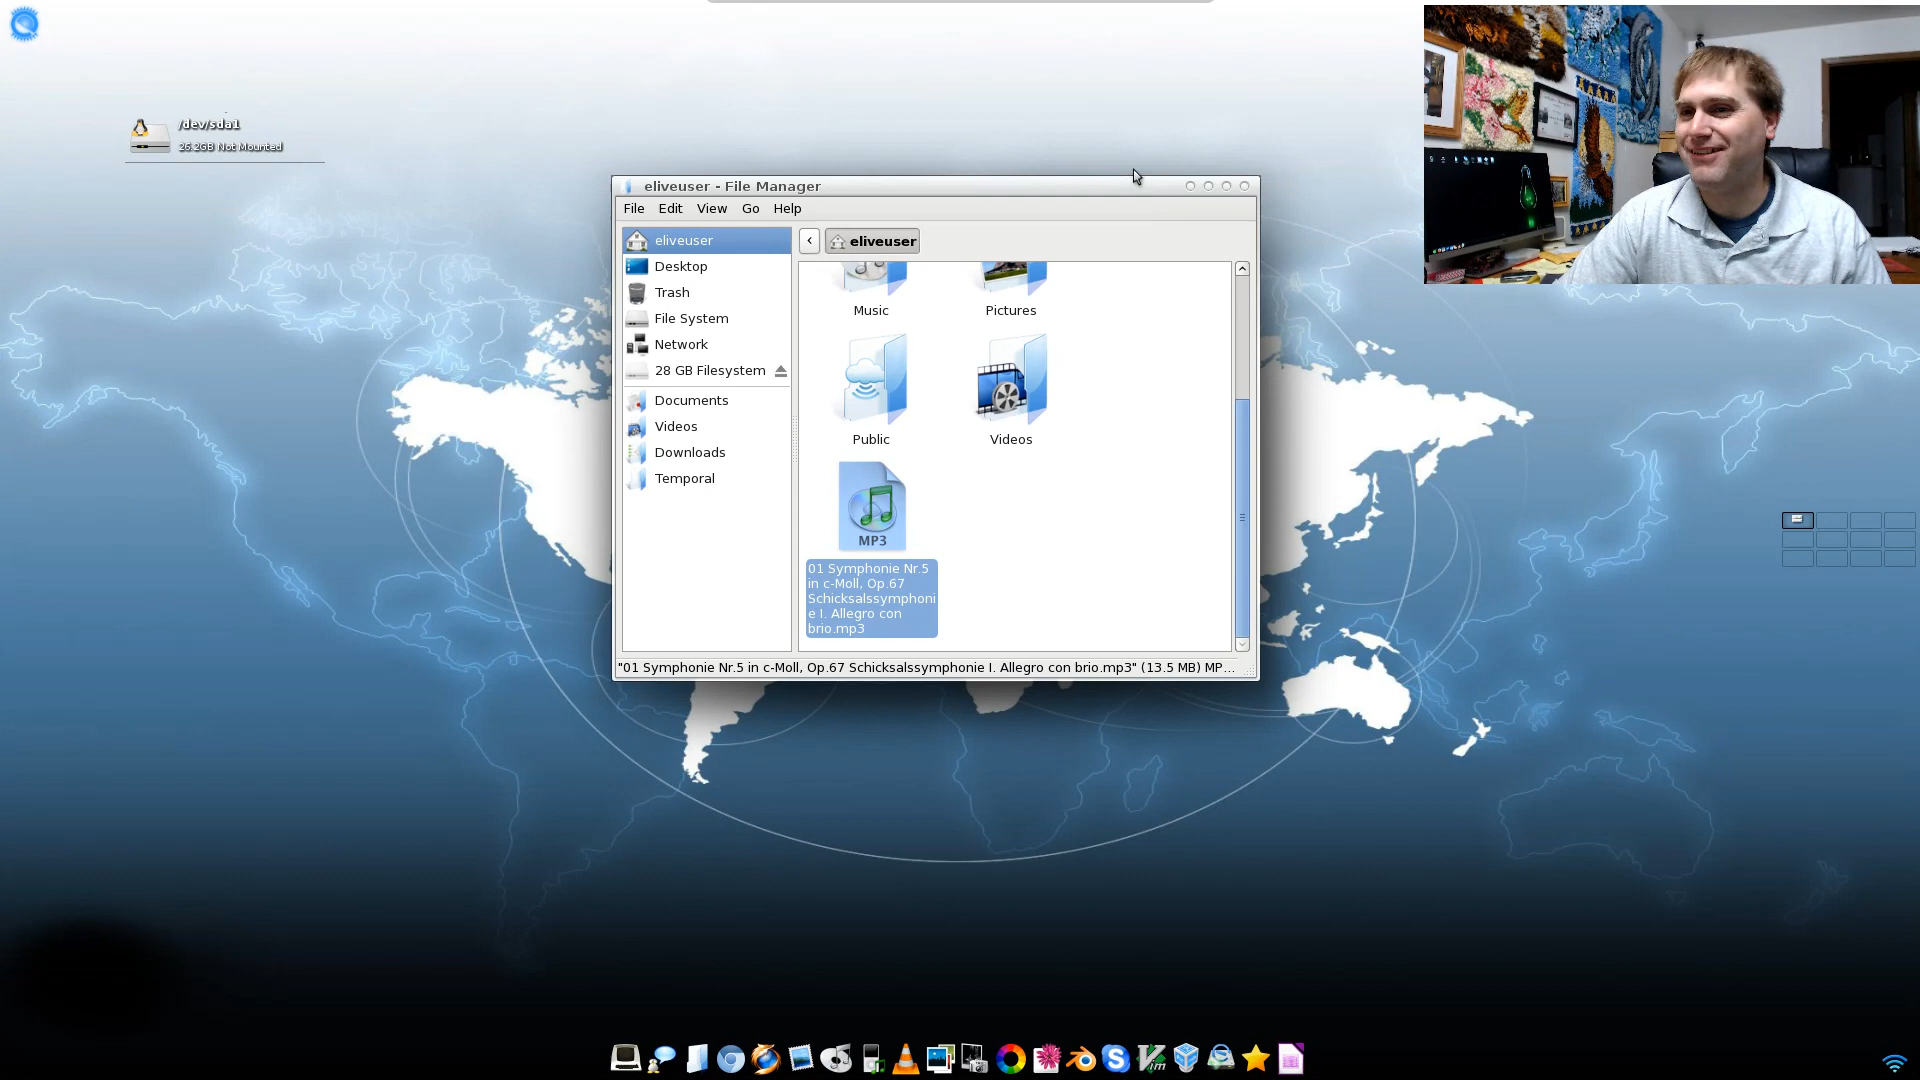 /dev/sda1
26.2GB Not Mounted
eliveuser - File Manager
File Edit View Go Help
eliveuser
eliveuser
Desktop
Trash
File System
Network
28 GB Filesystem
Documents
Videos
Downloads
Temporal
Music Pictures
Public Videos
MP3
01 Symphonie Nr.5
in c-Moll, Op.67
Schicksalssymphoni
e I. Allegro con
brio.mp3
"01 Symphonie Nr.5 in c-Moll, Op.67 Schicksalssymphonie I. Allegro con brio.mp3" (13.5 MB) MP...
Vim